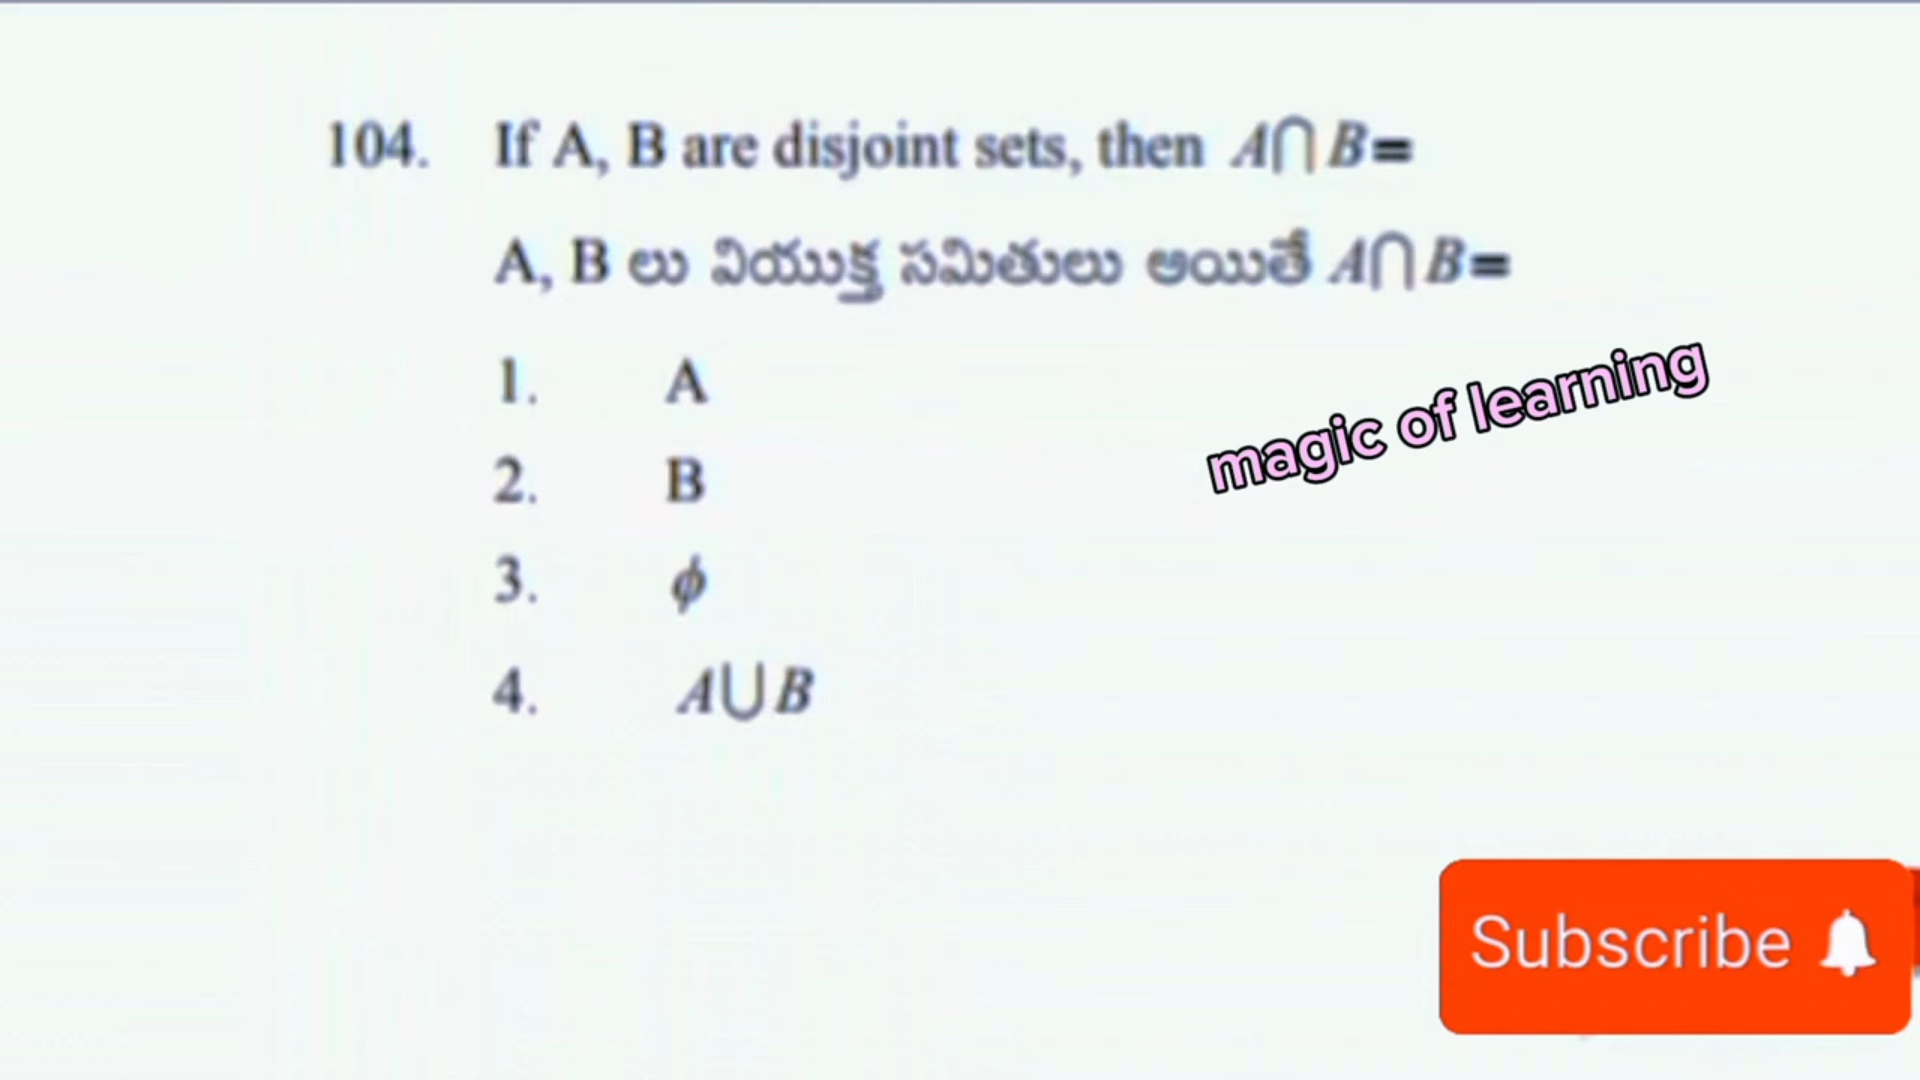 104. If A, B are disjoint sets, then A∩B=
A, B లు వియుక్త సమితులు అయితే A∩B=
1. A
magic of learning
2. B
3. ϕ
4. A∪B
Subscribe